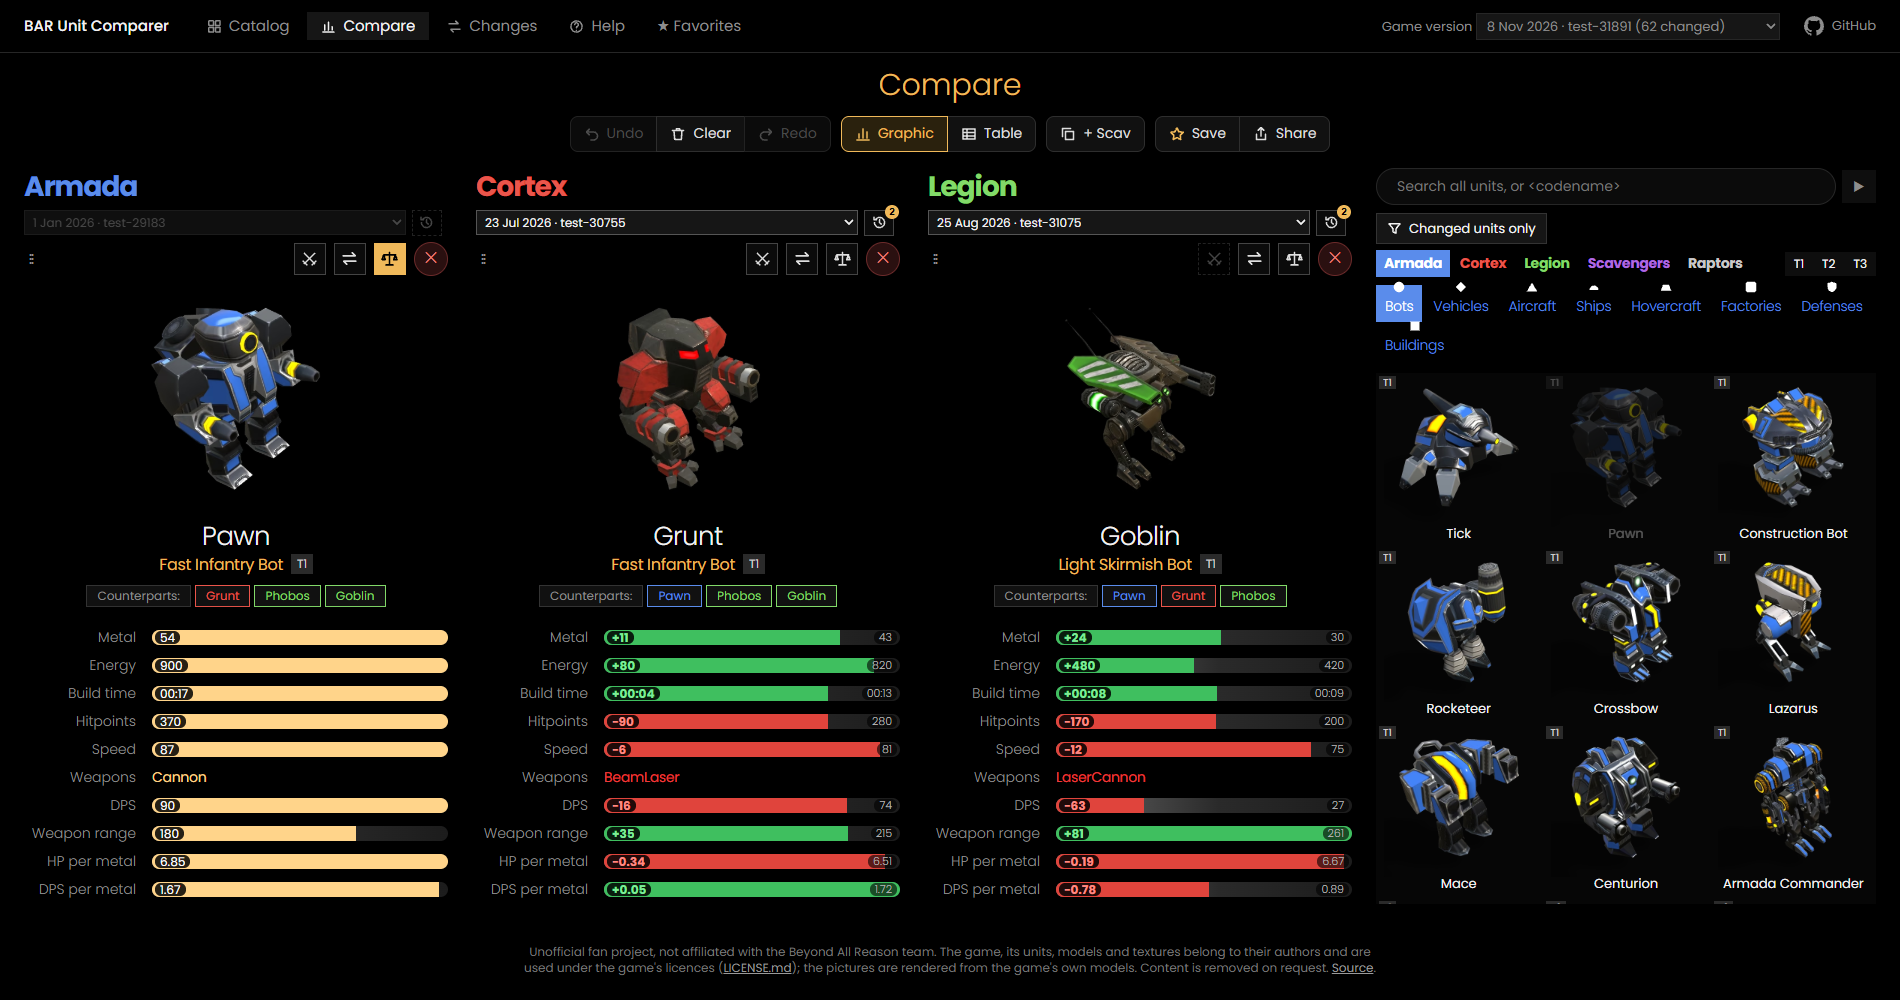 BAR Unit Comparer
Catalog
Compare
Changes
Help
Favorites
Game version
8 Nov 2026 · test-31891 (62 changed)
GitHub
Compare
Undo
Clear
Redo
Graphic
Table
+ Scav
Save
Share
Armada
1 Jan 2026 · test-29183
Pawn
Fast Infantry Bot T1
Counterparts: Grunt Phobos Goblin
Metal 54
Energy 900
Build time 00:17
Hitpoints 370
Speed 87
Weapons Cannon
DPS 90
Weapon range 180
HP per metal 6.85
DPS per metal 1.67
Cortex
23 Jul 2026 · test-30755
2
Grunt
Fast Infantry Bot T1
Counterparts: Pawn Phobos Goblin
Metal +11 43
Energy +80 820
Build time +00:04 00:13
Hitpoints -90 280
Speed -6 81
Weapons BeamLaser
DPS -16 74
Weapon range +35 215
HP per metal -0.34 6.51
DPS per metal +0.05 1.72
Legion
25 Aug 2026 · test-31075
2
Goblin
Light Skirmish Bot T1
Counterparts: Pawn Grunt Phobos
Metal +24 30
Energy +480 420
Build time +00:08 00:09
Hitpoints -170 200
Speed -12 75
Weapons LaserCannon
DPS -63 27
Weapon range +81 261
HP per metal -0.19 6.67
DPS per metal -0.78 0.89
Search all units, or <codename>
Changed units only
Armada Cortex Legion Scavengers Raptors T1 T2 T3
Bots Vehicles Aircraft Ships Hovercraft Factories Defenses
Buildings
T1 T1 T1
Tick Pawn Construction Bot
T1 T1 T1
Rocketeer Crossbow Lazarus
T1 T1 T1
Mace Centurion Armada Commander
Unofficial fan project, not affiliated with the Beyond All Reason team. The game, its units, models and textures belong to their authors and are
used under the game's licences (LICENSE.md); the pictures are rendered from the game's own models. Content is removed on request. Source.